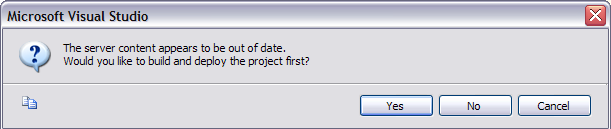 Microsoft Visual Studio
The server content appears to be out of date.
Would you like to build and deploy the project first?
Yes
No
Cancel